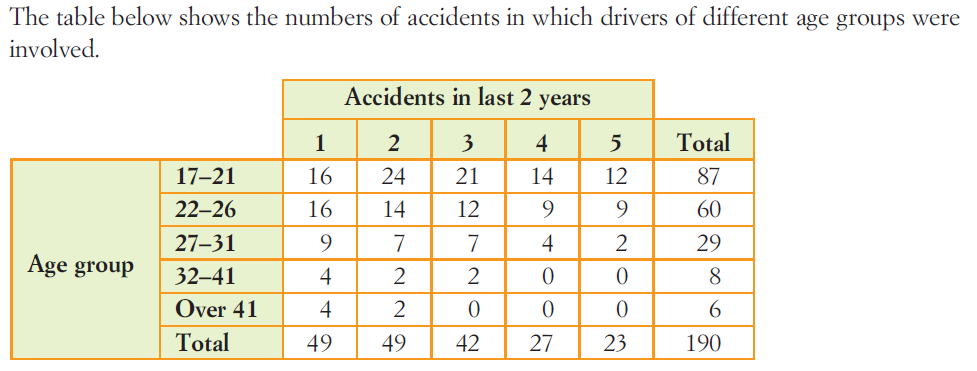 The table below shows the numbers of accidents in which drivers of different age groups were
involved.
Accidents in last 2 years
1 2 3 4 5 Total
17–21 16 24 21 14 12 87
22–26 16 14 12 9 9 60
27–31 9 7 7 4 2 29
Age group
32–41 4 2 2 0 0 8
Over 41 4 2 0 0 0 6
Total 49 49 42 27 23 190